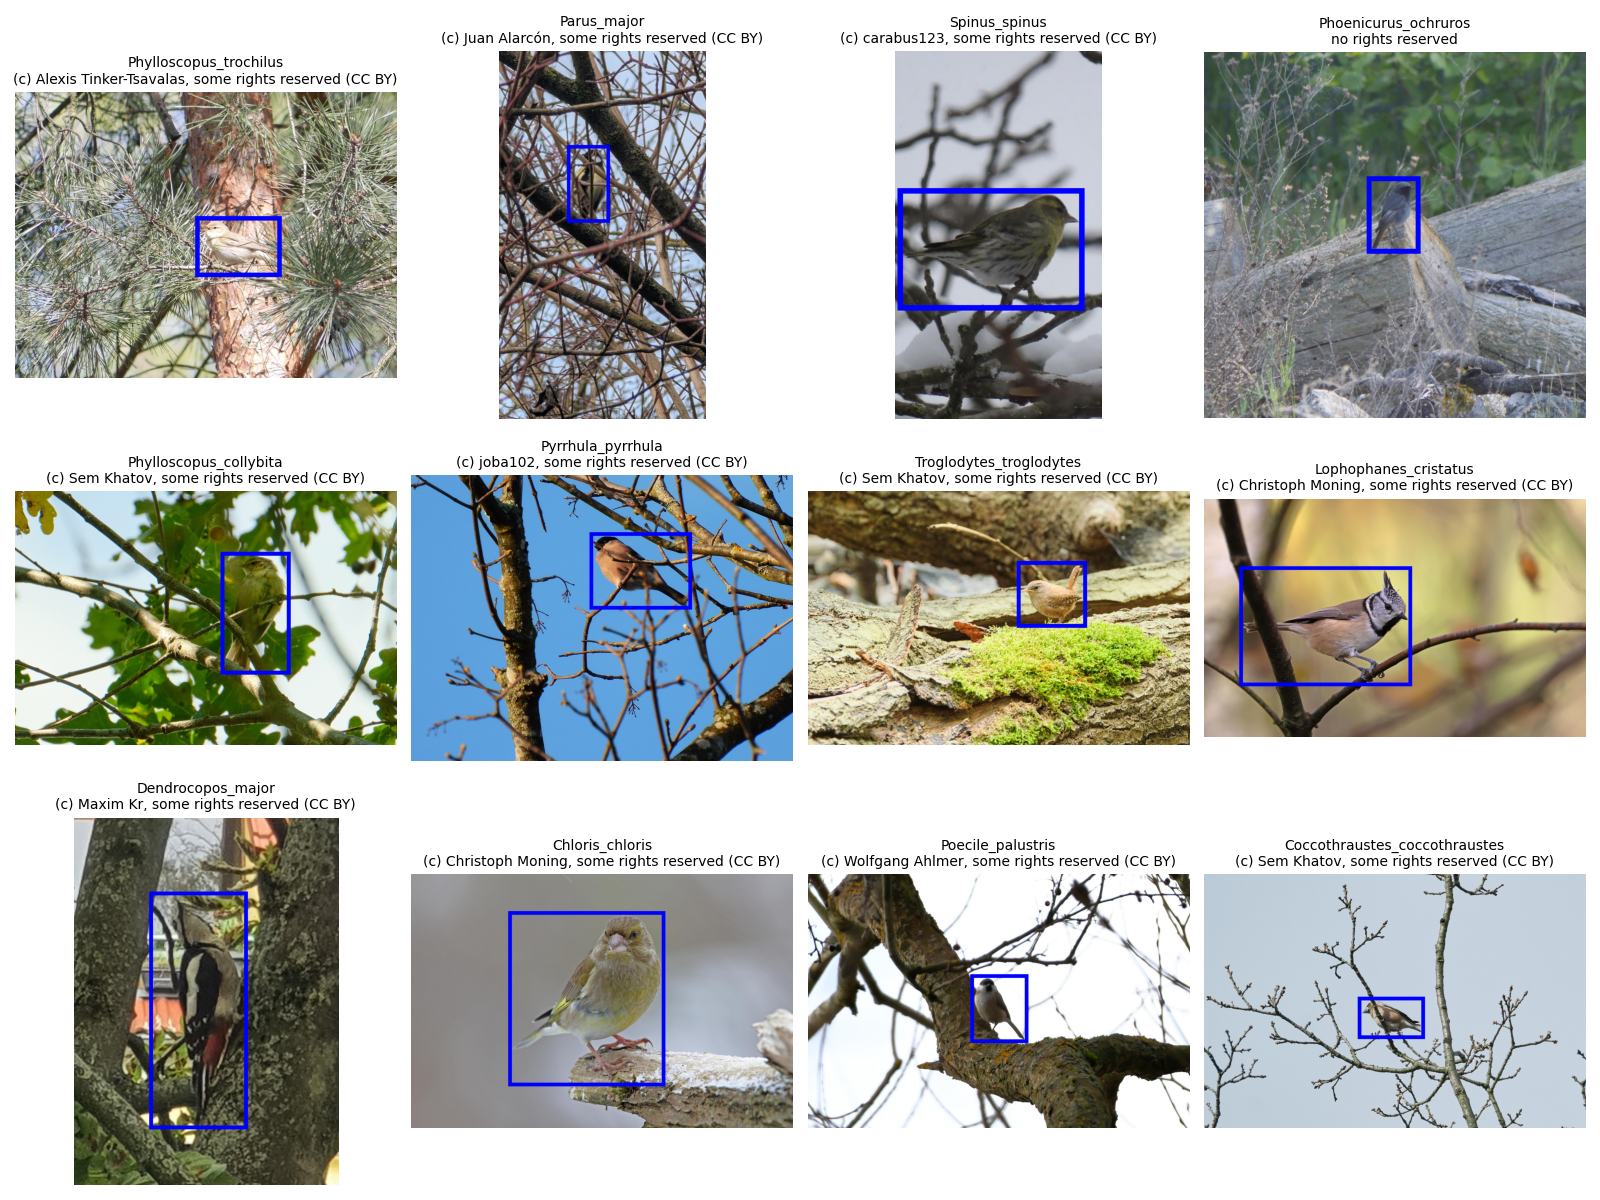 Phylloscopus_trochilus
(c) Alexis Tinker-Tsavalas, some rights reserved (CC BY)
Parus_major
(c) Juan Alarcón, some rights reserved (CC BY)
Spinus_spinus
(c) carabus123, some rights reserved (CC BY)
Phoenicurus_ochruros
no rights reserved
Phylloscopus_collybita
(c) Sem Khatov, some rights reserved (CC BY)
Pyrrhula_pyrrhula
(c) joba102, some rights reserved (CC BY)
Troglodytes_troglodytes
(c) Sem Khatov, some rights reserved (CC BY)
Lophophanes_cristatus
(c) Christoph Moning, some rights reserved (CC BY)
Dendrocopos_major
(c) Maxim Kr, some rights reserved (CC BY)
Chloris_chloris
(c) Christoph Moning, some rights reserved (CC BY)
Poecile_palustris
(c) Wolfgang Ahlmer, some rights reserved (CC BY)
Coccothraustes_coccothraustes
(c) Sem Khatov, some rights reserved (CC BY)